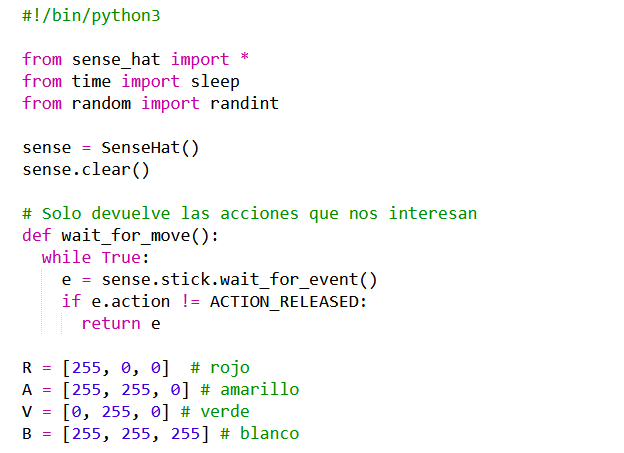 #!/bin/python3
from sense_hat import *
from time import sleep
from random import randint
sense = SenseHat()
sense.clear()
# Solo devuelve las acciones que nos interesan
def wait_for_move():
  while True:
    e = sense.stick.wait_for_event()
    if e.action != ACTION_RELEASED:
      return e
R = [255, 0, 0]  # rojo
A = [255, 255, 0] # amarillo
V = [0, 255, 0] # verde
B = [255, 255, 255] # blanco